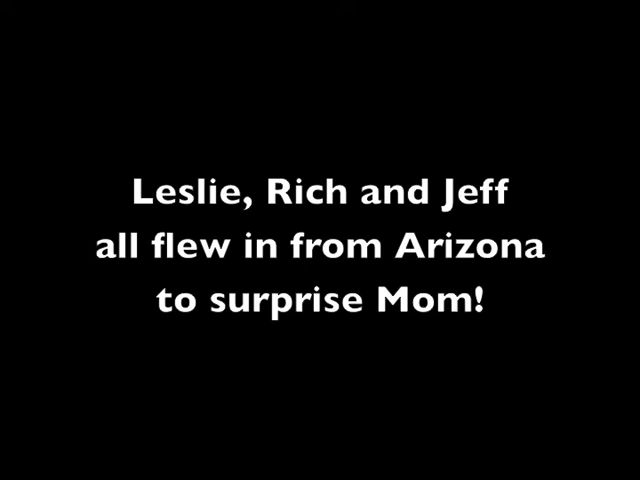 Leslie, Rich and Jeff
all flew in from Arizona
to surprise Mom!